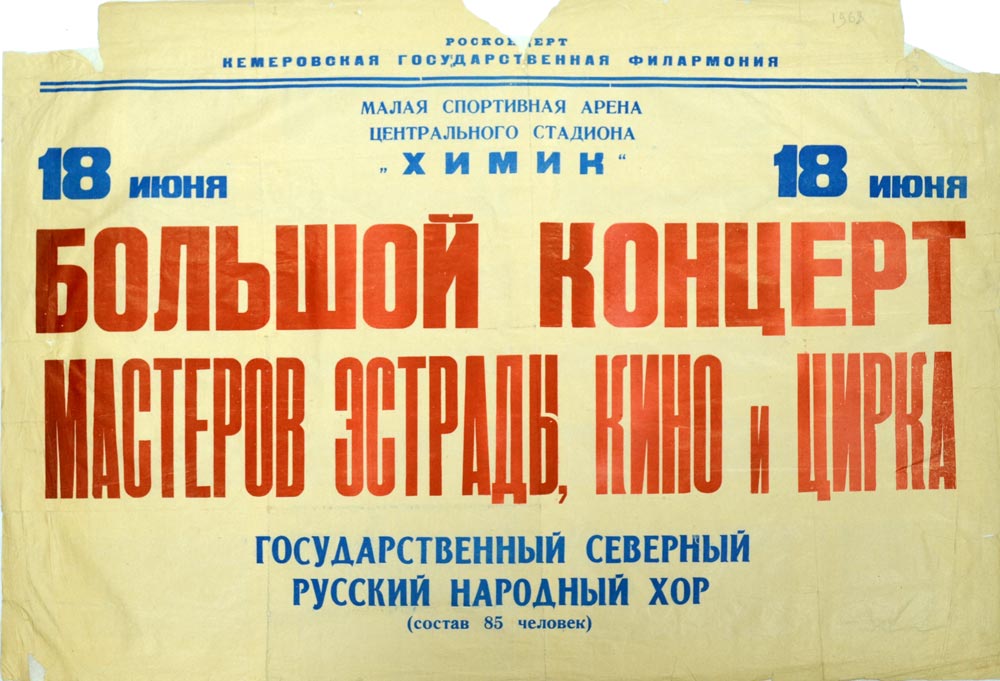 РОСКОНЦЕРТ
КЕМЕРОВСКАЯ ГОСУДАРСТВЕННАЯ ФИЛАРМОНИЯ
МАЛАЯ СПОРТИВНАЯ АРЕНА
ЦЕНТРАЛЬНОГО СТАДИОНА
„ХИМИК“
18 ИЮНЯ
18 ИЮНЯ
БОЛЬШОЙ КОНЦЕРТ
МАСТЕРОВ ЭСТРАДЫ, КИНО и ЦИРКА
ГОСУДАРСТВЕННЫЙ СЕВЕРНЫЙ
РУССКИЙ НАРОДНЫЙ ХОР
(состав 85 человек)